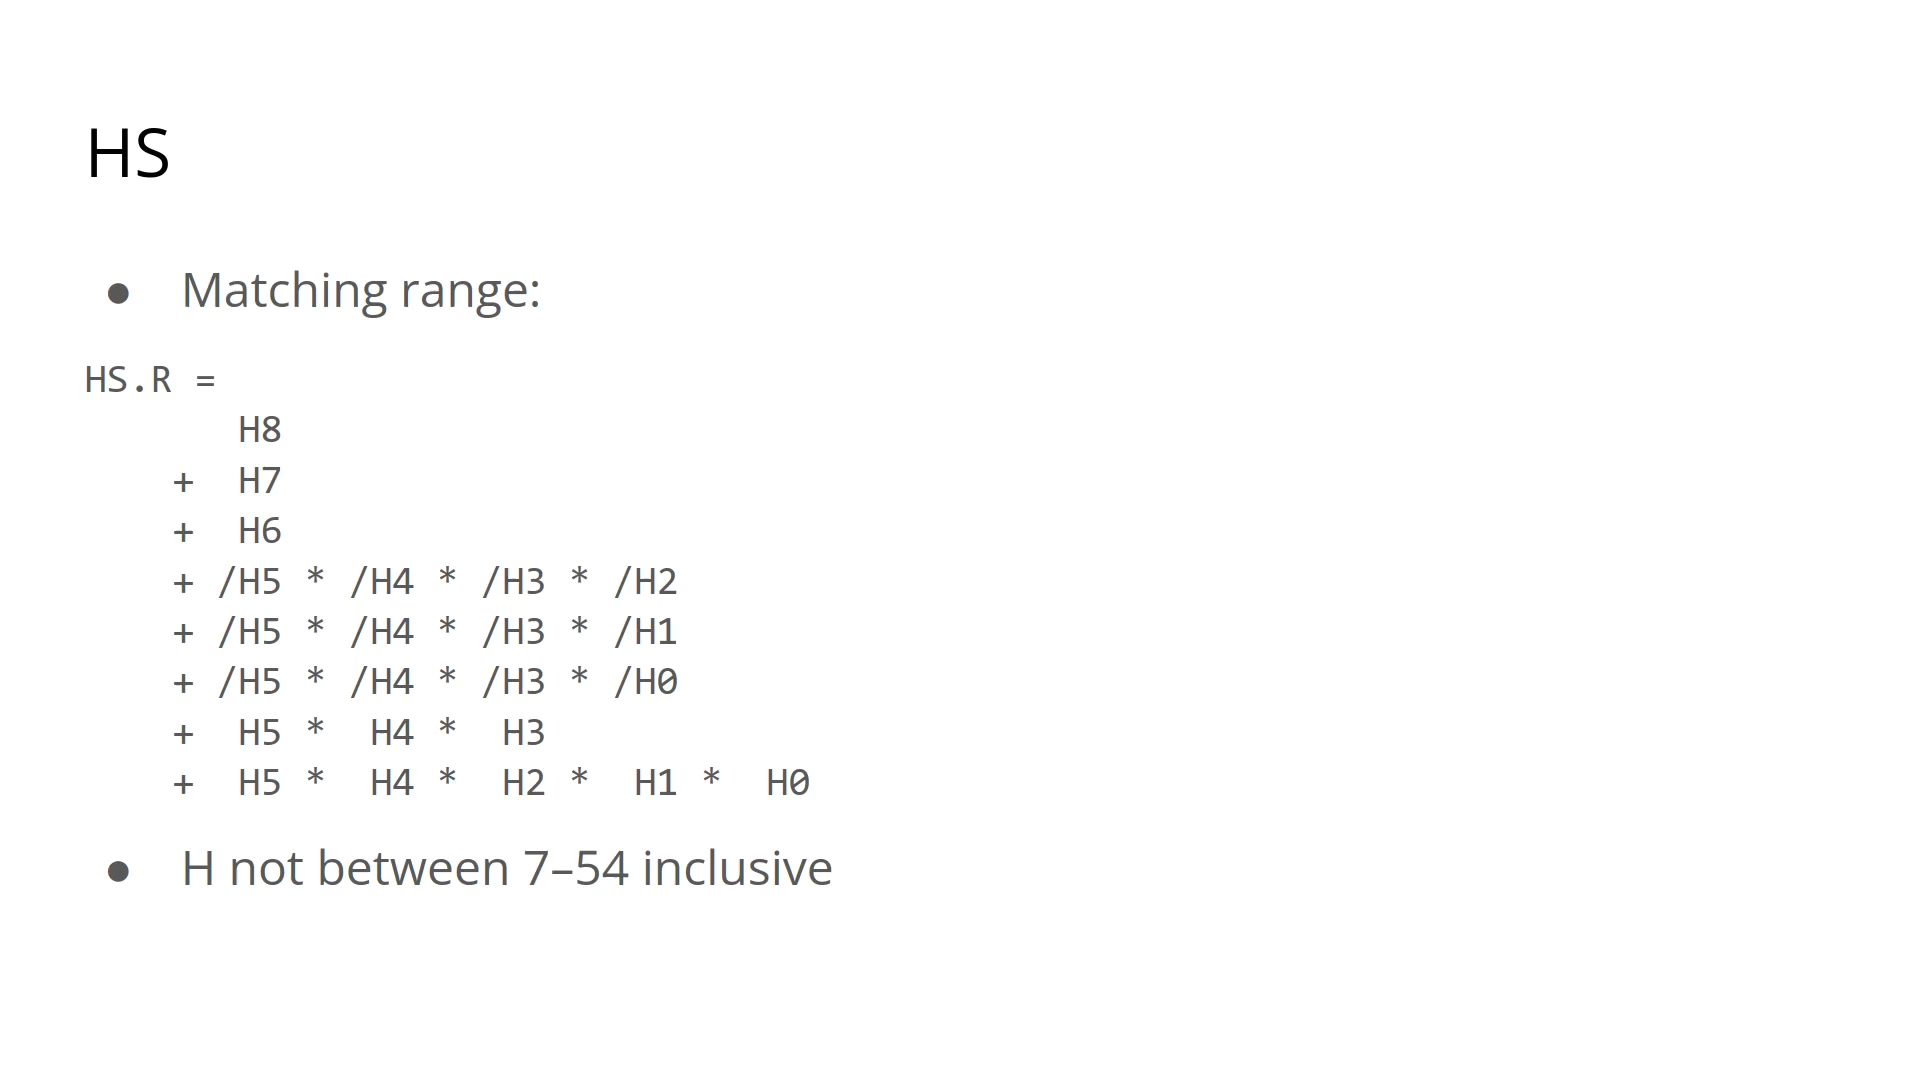 HS
● Matching range:
HS.R =
       H8
    +  H7
    +  H6
    + /H5 * /H4 * /H3 * /H2
    + /H5 * /H4 * /H3 * /H1
    + /H5 * /H4 * /H3 * /H0
    +  H5 *  H4 *  H3
    +  H5 *  H4 *  H2 *  H1 *  H0
● H not between 7–54 inclusive